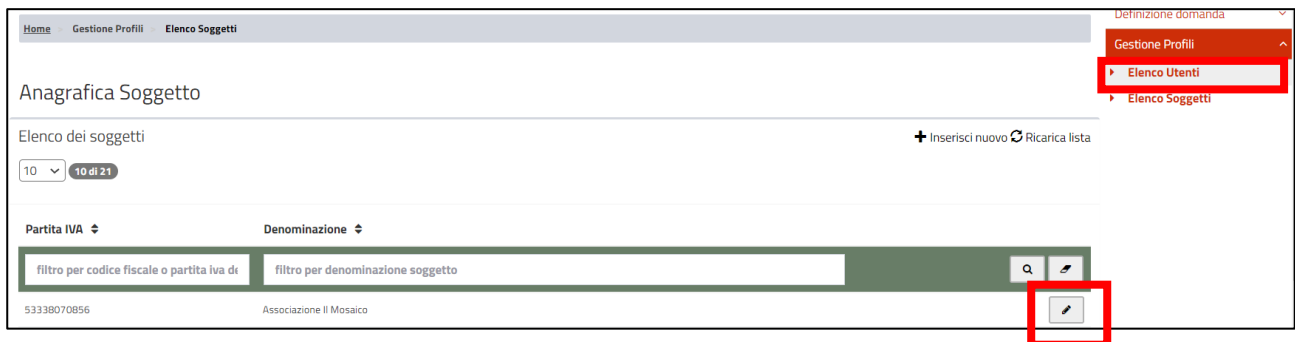 Home Gestione Profili Elenco Soggetti
Anagrafica Soggetto
Elenco dei soggetti
Inserisci nuovo Ricarica lista
10 10 di 21
Partita IVA Denominazione
filtro per codice fiscale o partita iva de filtro per denominazione soggetto
53338070856 Associazione Il Mosaico
Definizione domanda
Gestione Profili
Elenco Utenti
Elenco Soggetti